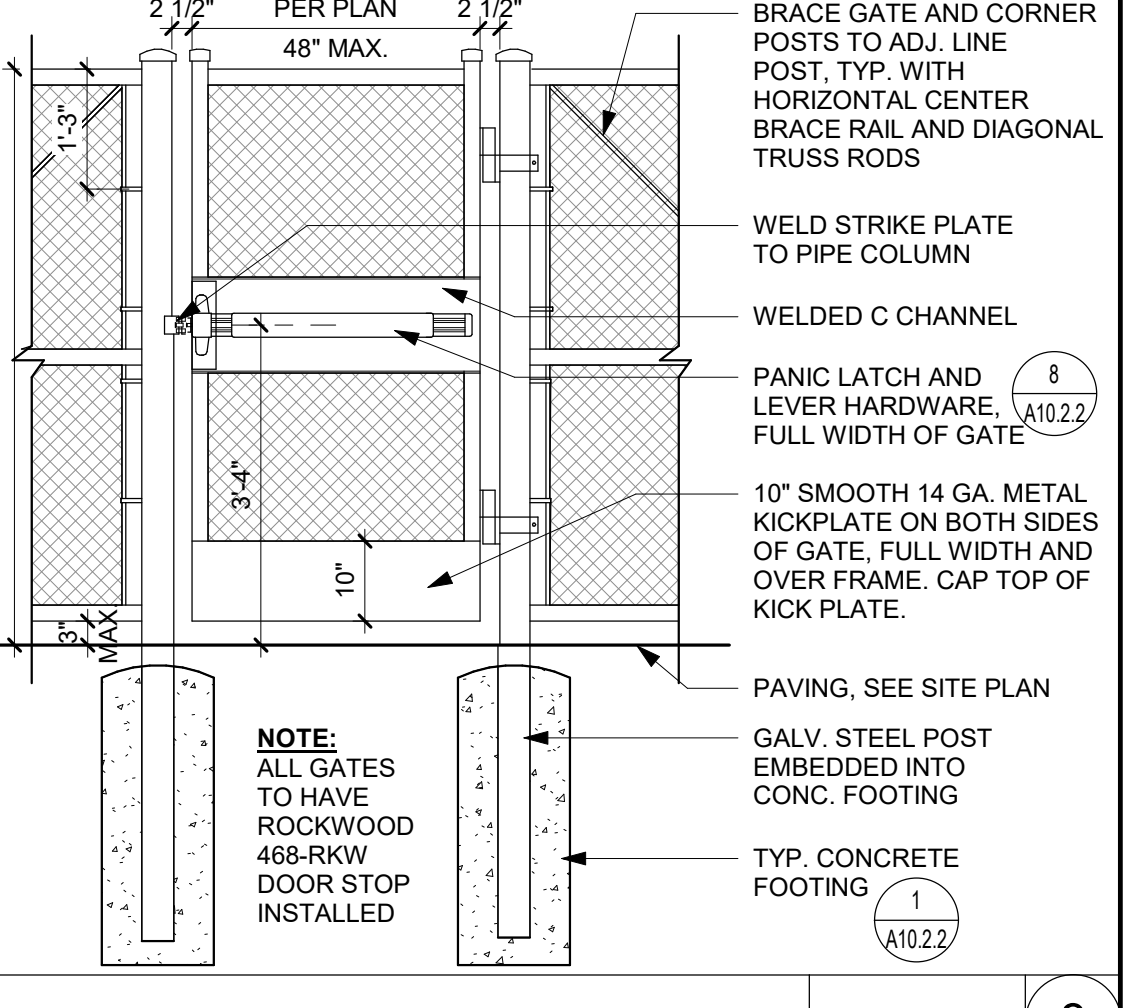 2 1/2"
PER PLAN
2 1/2"
48" MAX.
1'-3"
3'-4"
10"
3"
MAX.
BRACE GATE AND CORNER
POSTS TO ADJ. LINE
POST, TYP. WITH
HORIZONTAL CENTER
BRACE RAIL AND DIAGONAL
TRUSS RODS
WELD STRIKE PLATE
TO PIPE COLUMN
WELDED C CHANNEL
PANIC LATCH AND
LEVER HARDWARE,
FULL WIDTH OF GATE
8
A10.2.2
10" SMOOTH 14 GA. METAL
KICKPLATE ON BOTH SIDES
OF GATE, FULL WIDTH AND
OVER FRAME. CAP TOP OF
KICK PLATE.
PAVING, SEE SITE PLAN
GALV. STEEL POST
EMBEDDED INTO
CONC. FOOTING
TYP. CONCRETE
FOOTING
1
A10.2.2
NOTE:
ALL GATES
TO HAVE
ROCKWOOD
468-RKW
DOOR STOP
INSTALLED